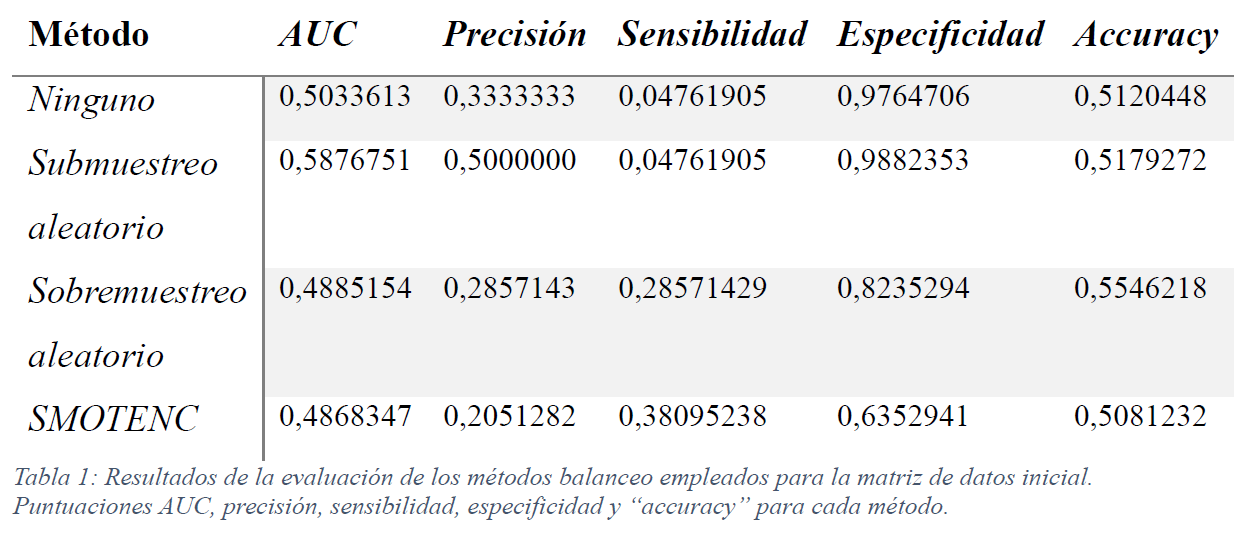 Método AUC Precisión Sensibilidad Especificidad Accuracy
Ninguno 0,5033613 0,3333333 0,04761905 0,9764706 0,5120448
Submuestreo 0,5876751 0,5000000 0,04761905 0,9882353 0,5179272
aleatorio
Sobremuestreo 0,4885154 0,2857143 0,28571429 0,8235294 0,5546218
aleatorio
SMOTENC 0,4868347 0,2051282 0,38095238 0,6352941 0,5081232
Tabla 1: Resultados de la evaluación de los métodos balanceo empleados para la matriz de datos inicial.
Puntuaciones AUC, precisión, sensibilidad, especificidad y “accuracy” para cada método.